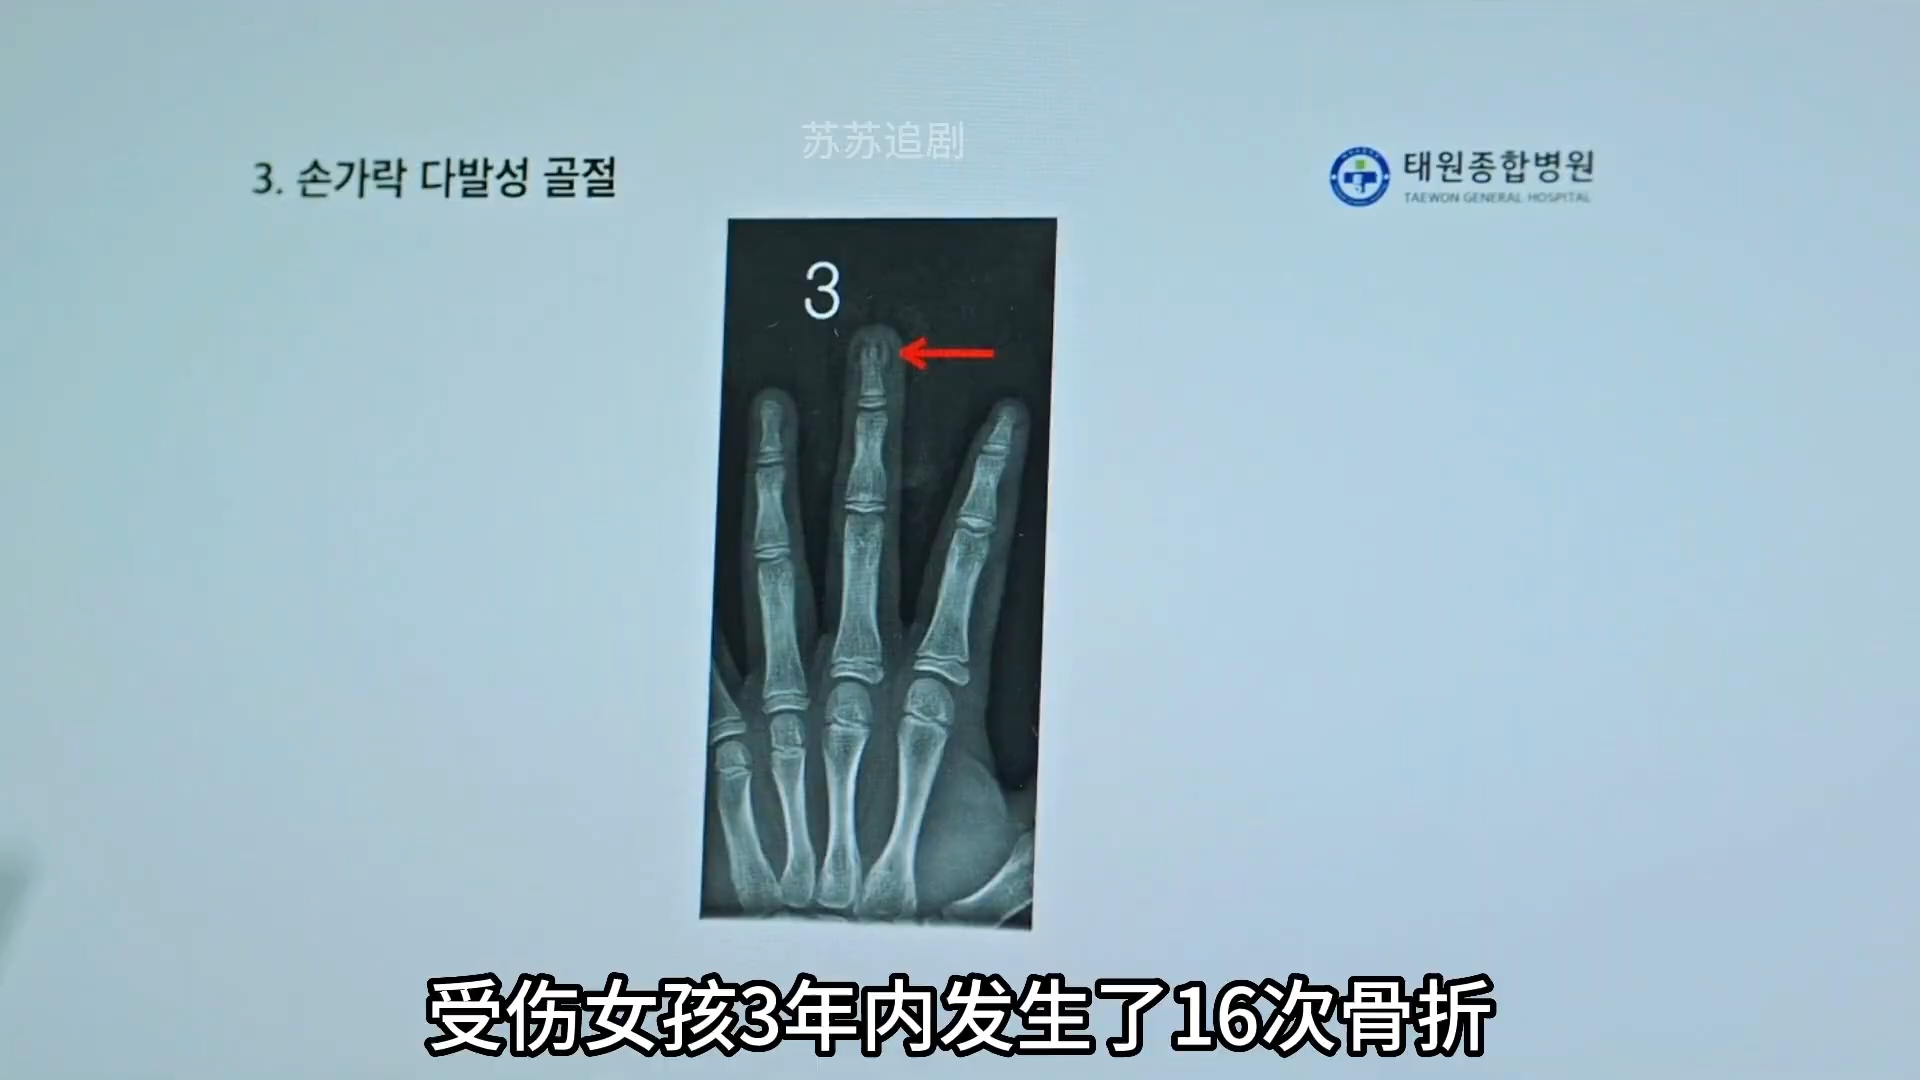 苏苏追剧
3. 손가락 다발성 골절
태원종합병원
TAEWON GENERAL HOSPITAL
3
受伤女孩3年内发生了16次骨折